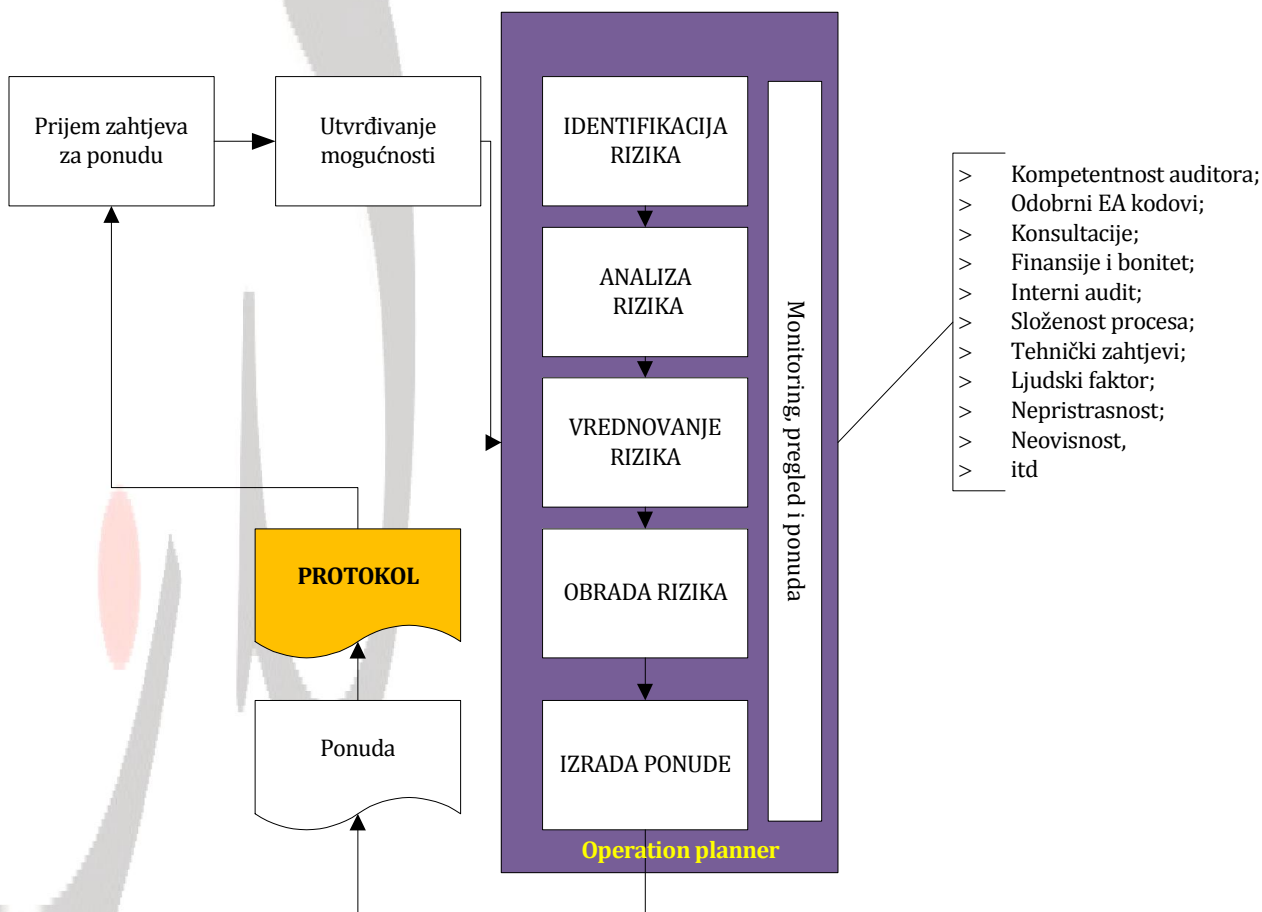 Prijem zahtjeva
za ponudu
Utvrđivanje
mogućnosti
IDENTIFIKACIJA
RIZIKA
ANALIZA
RIZIKA
VREDNOVANJE
RIZIKA
OBRADA RIZIKA
IZRADA PONUDE
Monitoring, pregled i ponuda
Operation planner
> Kompetentnost auditora;
> Odobrni EA kodovi;
> Konsultacije;
> Finansije i bonitet;
> Interni audit;
> Složenost procesa;
> Tehnički zahtjevi;
> Ljudski faktor;
> Nepristrasnost;
> Neovisnost,
> itd
PROTOKOL
Ponuda